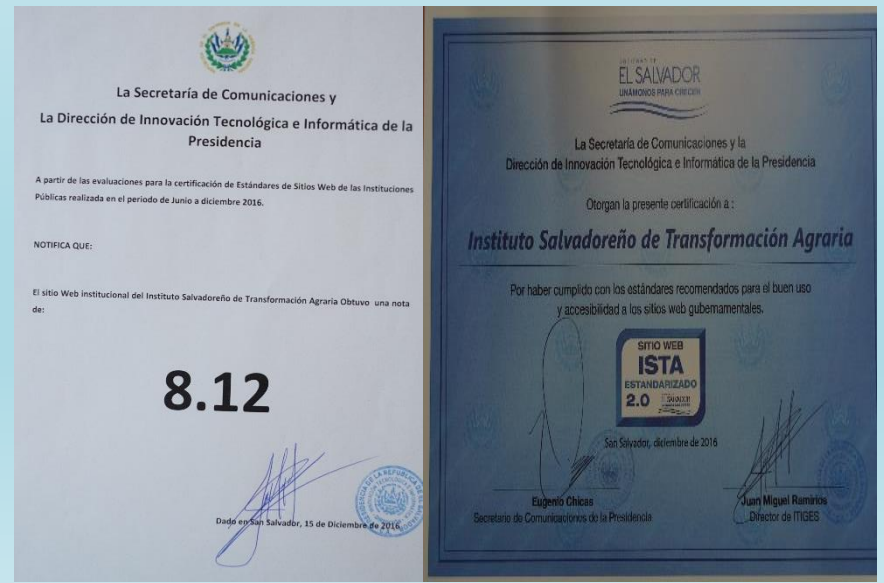 La Secretaría de Comunicaciones y
La Dirección de Innovación Tecnológica e Informática de la
Presidencia
A partir de las evaluaciones para la certificación de Estándares de Sitios Web de las Instituciones
Públicas realizada en el periodo de Junio a diciembre 2016.
NOTIFICA QUE:
El sitio Web institucional del Instituto Salvadoreño de Transformación Agraria Obtuvo una nota
de:
8.12
Dado en San Salvador, 15 de Diciembre de 2016
EL SALVADOR
UNÁMONOS PARA CRECER
La Secretaría de Comunicaciones y la
Dirección de Innovación Tecnológica e Informática de la Presidencia
Otorgan la presente certificación a :
Instituto Salvadoreño de Transformación Agraria
Por haber cumplido con los estándares recomendados para el buen uso
y accesibilidad a los sitios web gubernamentales.
SITIO WEB
ISTA
ESTANDARIZADO
2.0
EL SALVADOR
San Salvador, diciembre de 2016
Eugenio Chicas
Secretario de Comunicaciones de la Presidencia
Juan Miguel Ramirios
Director de ITIGES